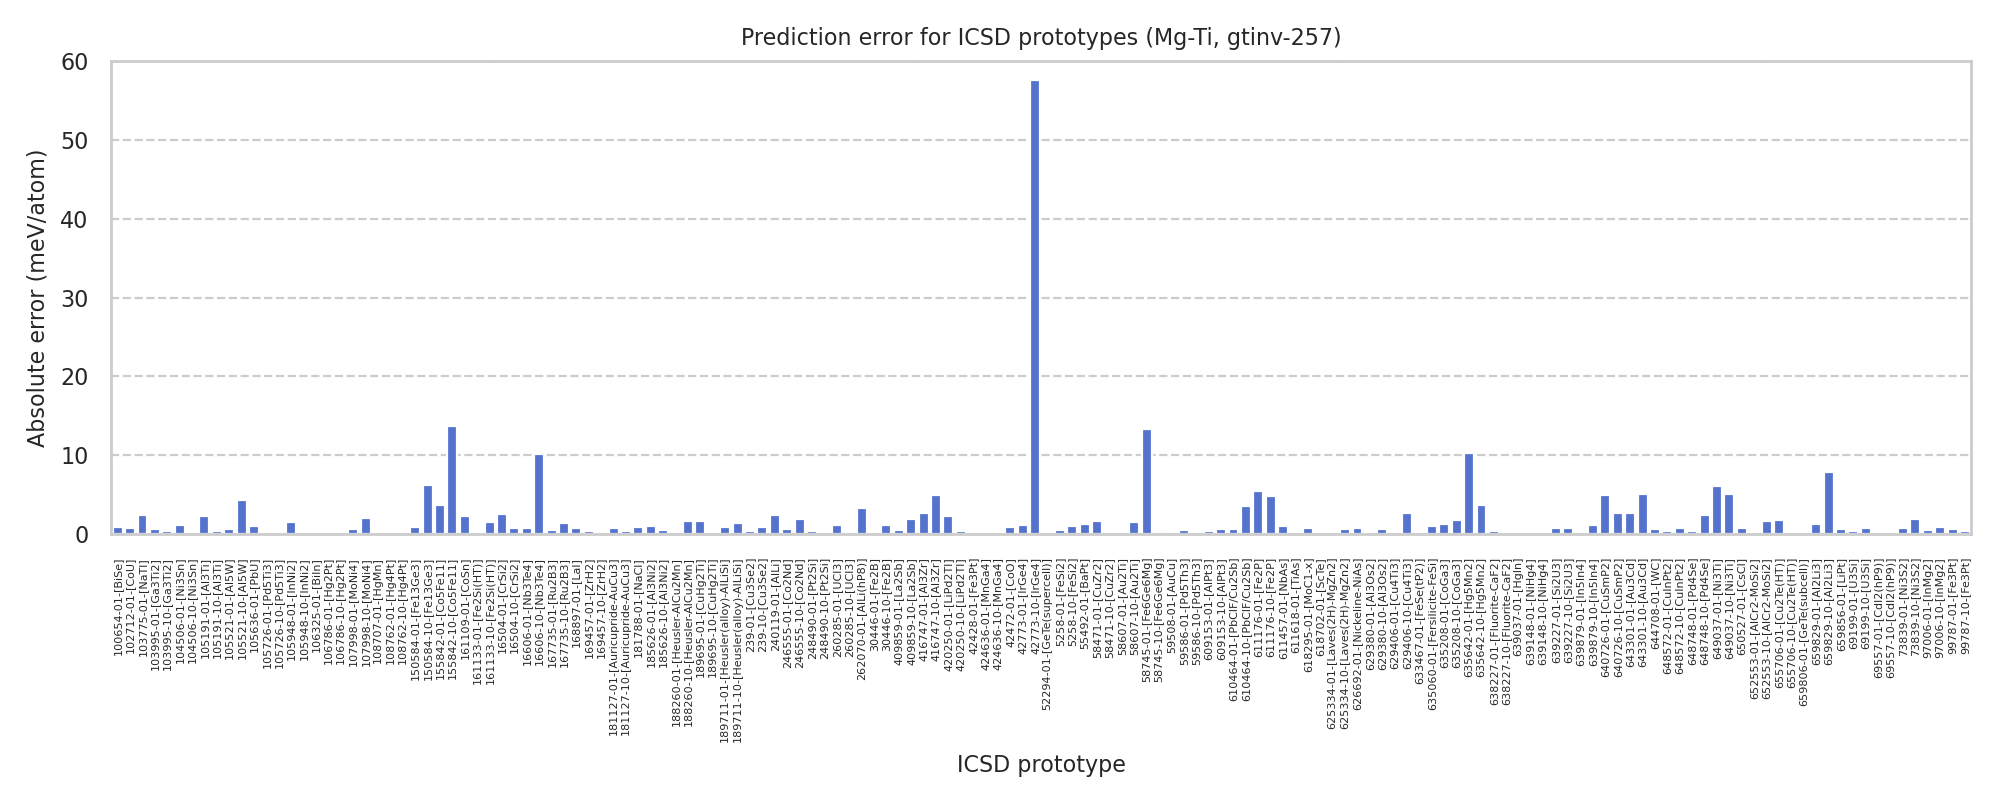 Prediction error for ICSD prototypes (Mg-Ti, gtinv-257)
Absolute error (meV/atom)
60
50
40
30
20
10
0
100654-01-[BiSe]
102712-01-[CoU]
103775-01-[NaTl]
103995-01-[Ga3Ti2]
103995-10-[Ga3Ti2]
104506-01-[Ni3Sn]
104506-10-[Ni3Sn]
105191-01-[Al3Ti]
105191-10-[Al3Ti]
105521-01-[Al5W]
105521-10-[Al5W]
105636-01-[PbU]
105726-01-[Pd5Ti3]
105726-10-[Pd5Ti3]
105948-01-[InNi2]
105948-10-[InNi2]
106325-01-[BiIn]
106786-01-[Hg2Pt]
106786-10-[Hg2Pt]
107998-01-[MoNi4]
107998-10-[MoNi4]
108707-01-[HgMn]
108762-01-[Hg4Pt]
108762-10-[Hg4Pt]
150584-01-[Fe13Ge3]
150584-10-[Fe13Ge3]
155842-01-[Co5Fe11]
155842-10-[Co5Fe11]
161109-01-[CoSn]
161133-01-[Fe2Si(HT)]
161133-10-[Fe2Si(HT)]
16504-01-[CrSi2]
16504-10-[CrSi2]
16606-01-[Nb3Te4]
16606-10-[Nb3Te4]
167735-01-[Ru2B3]
167735-10-[Ru2B3]
168897-01-[LaI]
169457-01-[ZrH2]
169457-10-[ZrH2]
181127-01-[Auricupride-AuCu3]
181127-10-[Auricupride-AuCu3]
181788-01-[NaCl]
185626-01-[Al3Ni2]
185626-10-[Al3Ni2]
188260-01-[Heusler-AlCu2Mn]
188260-10-[Heusler-AlCu2Mn]
189695-01-[CuHg2Ti]
189695-10-[CuHg2Ti]
189711-01-[Heusler(alloy)-AlLiSi]
189711-10-[Heusler(alloy)-AlLiSi]
239-01-[Cu3Se2]
239-10-[Cu3Se2]
240119-01-[AlLi]
246555-01-[Co2Nd]
246555-10-[Co2Nd]
248490-01-[Pt2Si]
248490-10-[Pt2Si]
260285-01-[UCl3]
260285-10-[UCl3]
262070-01-[AlLi(hP8)]
30446-01-[Fe2B]
30446-10-[Fe2B]
409859-01-[La2Sb]
409859-10-[La2Sb]
416747-01-[Al3Zr]
416747-10-[Al3Zr]
420250-01-[LiPd2Tl]
420250-10-[LiPd2Tl]
42428-01-[Fe3Pt]
424636-01-[MnGa4]
424636-10-[MnGa4]
42472-01-[CoO]
42773-01-[IrGe4]
42773-10-[IrGe4]
52294-01-[GeTe(supercell)]
5258-01-[FeSi2]
5258-10-[FeSi2]
55492-01-[BaPt]
58471-01-[CuZr2]
58471-10-[CuZr2]
58607-01-[Au2Ti]
58607-10-[Au2Ti]
58745-01-[Fe6Ge6Mg]
58745-10-[Fe6Ge6Mg]
59508-01-[AuCu]
59586-01-[Pd5Th3]
59586-10-[Pd5Th3]
609153-01-[AlPt3]
609153-10-[AlPt3]
610464-01-[PbClF/Cu2Sb]
610464-10-[PbClF/Cu2Sb]
611176-01-[Fe2P]
611176-10-[Fe2P]
611457-01-[NbAs]
611618-01-[TiAs]
618295-01-[MoC1-x]
618702-01-[ScTe]
625334-01-[Laves(2H)-MgZn2]
625334-10-[Laves(2H)-MgZn2]
626692-01-[Nickeline-NiAs]
629380-01-[Al3Os2]
629380-10-[Al3Os2]
629406-01-[Cu4Ti3]
629406-10-[Cu4Ti3]
633467-01-[FeSe(tP2)]
635060-01-[Fersilicite-FeSi]
635208-01-[CoGa3]
635208-10-[CoGa3]
635642-01-[Hg5Mn2]
635642-10-[Hg5Mn2]
638227-01-[Fluorite-CaF2]
638227-10-[Fluorite-CaF2]
639037-01-[HgIn]
639148-01-[NiHg4]
639148-10-[NiHg4]
639227-01-[Si2U3]
639227-10-[Si2U3]
639879-01-[In5In4]
639879-10-[In5In4]
640726-01-[CuSmP2]
640726-10-[CuSmP2]
643301-01-[Au3Cd]
643301-10-[Au3Cd]
644708-01-[WC]
648572-01-[CuInPt2]
648572-10-[CuInPt2]
648748-01-[Pd4Se]
648748-10-[Pd4Se]
649037-01-[Ni3Ti]
649037-10-[Ni3Ti]
650527-01-[CsCl]
652553-01-[AlCr2-MoSi2]
652553-10-[AlCr2-MoSi2]
655706-01-[Cu2Te(HT)]
655706-10-[Cu2Te(HT)]
659806-01-[GeTe(subcell)]
659829-01-[Al2Li3]
659829-10-[Al2Li3]
659856-01-[LiPt]
69199-01-[U3Si]
69199-10-[U3Si]
69557-01-[CdI2(hP9)]
69557-10-[CdI2(hP9)]
73839-01-[Ni3S2]
73839-10-[Ni3S2]
97006-01-[InMg2]
97006-10-[InMg2]
99787-01-[Fe3Pt]
99787-10-[Fe3Pt]
ICSD prototype